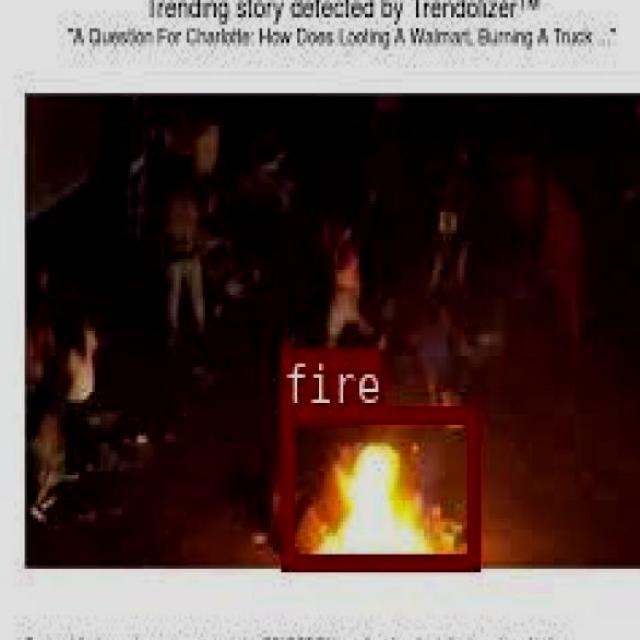 Trending story detected by Trendolizer™
"A Question For Charlotte: How Does Looting A Walmart, Burning A Truck ..."
fire